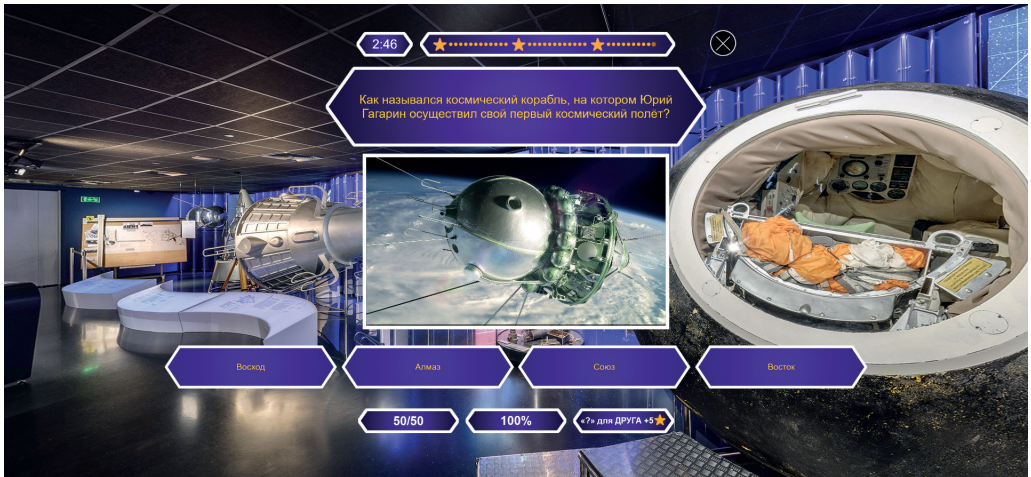 2:46
Как назывался космический корабль, на котором Юрий
Гагарин осуществил свой первый космический полёт?
Восход
Алмаз
Союз
Восток
50/50
100%
«?» для ДРУГА +5